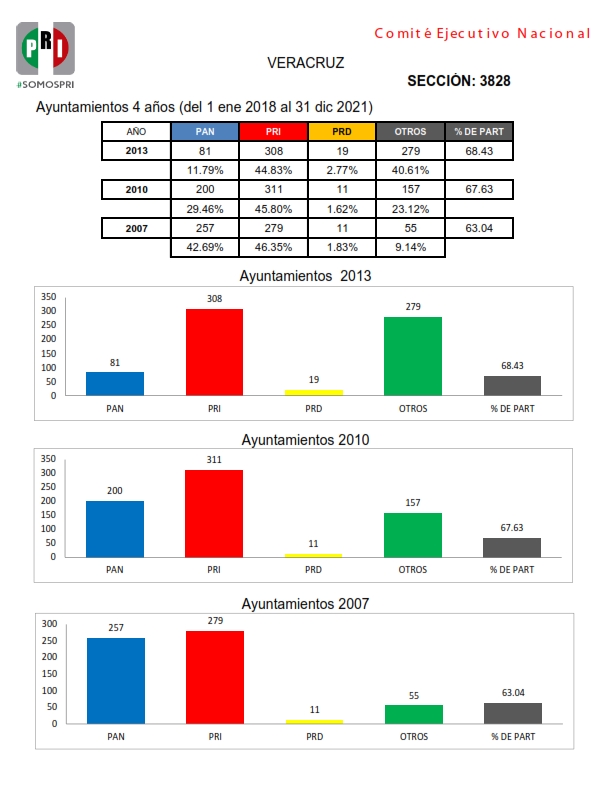 Comité Ejecutivo Nacional
PRI
#SOMOSPRI
VERACRUZ
SECCIÓN: 3828
Ayuntamientos 4 años (del 1 ene 2018 al 31 dic 2021)
AÑO PAN PRI PRD OTROS % DE PART
2013 81 308 19 279 68.43
11.79% 44.83% 2.77% 40.61%
2010 200 311 11 157 67.63
29.46% 45.80% 1.62% 23.12%
2007 257 279 11 55 63.04
42.69% 46.35% 1.83% 9.14%
Ayuntamientos 2013
350
300
250
200
150
100
50
0
81 308 19 279 68.43
PAN PRI PRD OTROS % DE PART
Ayuntamientos 2010
350
300
250
200
150
100
50
0
200 311 11 157 67.63
PAN PRI PRD OTROS % DE PART
Ayuntamientos 2007
300
250
200
150
100
50
0
257 279 11 55 63.04
PAN PRI PRD OTROS % DE PART